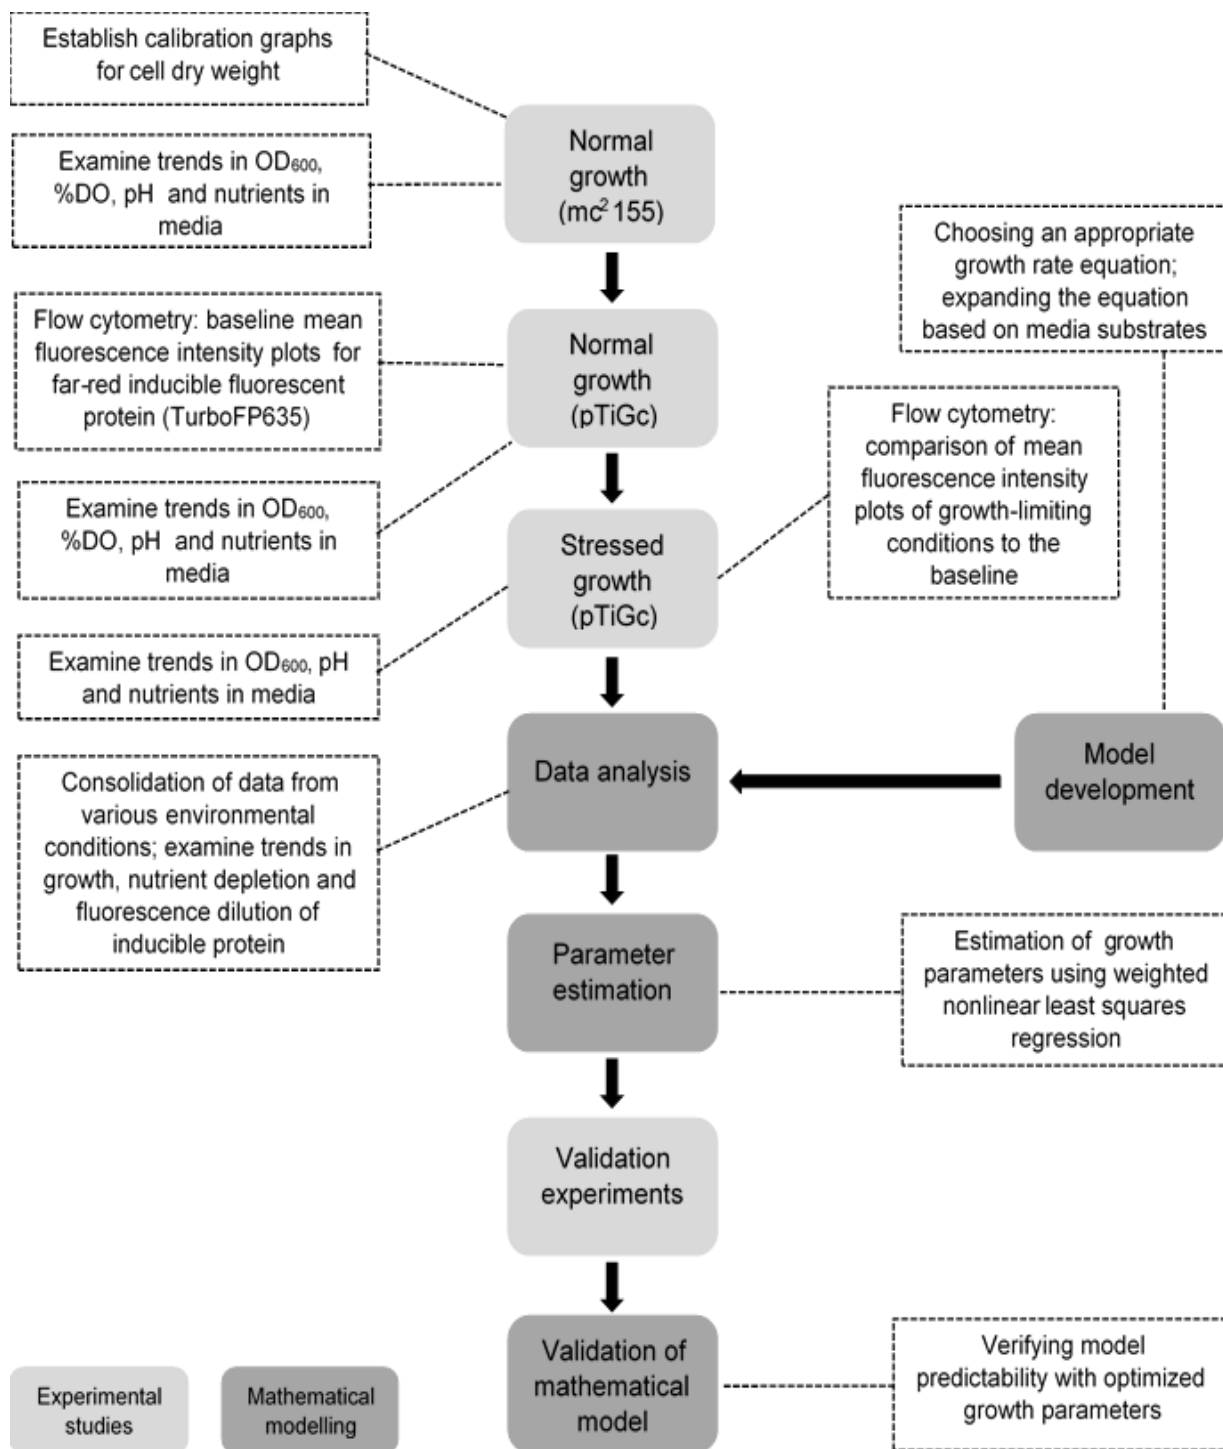 Establish calibration graphs
for cell dry weight
Normal
growth
(mc² 155)
Examine trends in OD₆₀₀,
%DO, pH and nutrients in
media
Choosing an appropriate
growth rate equation;
expanding the equation
based on media substrates
Flow cytometry: baseline mean
fluorescence intensity plots for
far-red inducible fluorescent
protein (TurboFP635)
Normal
growth
(pTiGc)
Flow cytometry:
comparison of mean
fluorescence intensity
plots of growth-limiting
conditions to the
baseline
Examine trends in OD₆₀₀,
%DO, pH and nutrients in
media
Stressed
growth
(pTiGc)
Examine trends in OD₆₀₀, pH
and nutrients in media
Data analysis
Model
development
Consolidation of data from
various environmental
conditions; examine trends in
growth, nutrient depletion and
fluorescence dilution of
inducible protein
Parameter
estimation
Estimation of growth
parameters using weighted
nonlinear least squares
regression
Validation
experiments
Validation of
mathematical
model
Verifying model
predictability with optimized
growth parameters
Experimental
studies
Mathematical
modelling